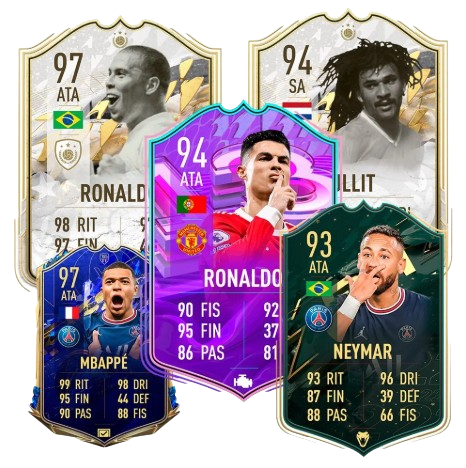 97
ATA
RONALD
98 RIT
97 FIN
94
SA
LLIT
94
ATA
RONALDO
90 FIS 92
95 FIN 37
86 PAS 81
97
ATA
MBAPPÉ
99 RIT 98 DRI
95 FIN 44 DEF
90 PAS 88 FIS
93
ATA
NEYMAR
93 RIT 96 DRI
87 FIN 39 DEF
88 PAS 66 FIS